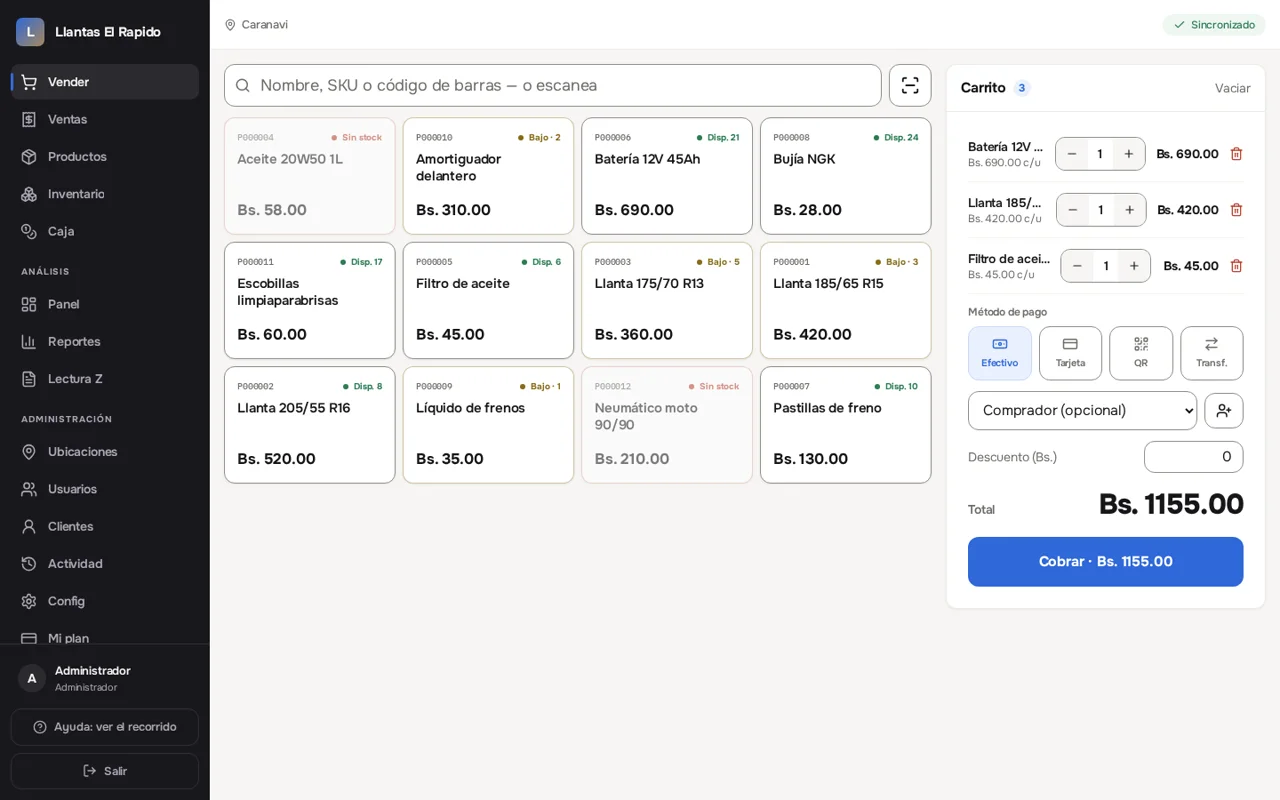 L Llantas El Rapido
Vender
Ventas
Productos
Inventario
Caja
ANÁLISIS
Panel
Reportes
Lectura Z
ADMINISTRACIÓN
Ubicaciones
Usuarios
Clientes
Actividad
Config
Mi plan
A Administrador
Administrador
Ayuda: ver el recorrido
Salir
Caranavi
Sincronizado
Nombre, SKU o código de barras — o escanea
P000004 Sin stock
Aceite 20W50 1L
Bs. 58.00
P000010 Bajo · 2
Amortiguador
delantero
Bs. 310.00
P000006 Disp. 21
Batería 12V 45Ah
Bs. 690.00
P000008 Disp. 24
Bujía NGK
Bs. 28.00
P000011 Disp. 17
Escobillas
limpiaparabrisas
Bs. 60.00
P000005 Disp. 6
Filtro de aceite
Bs. 45.00
P000003 Bajo · 5
Llanta 175/70 R13
Bs. 360.00
P000001 Bajo · 3
Llanta 185/65 R15
Bs. 420.00
P000002 Disp. 8
Llanta 205/55 R16
Bs. 520.00
P000009 Bajo · 1
Líquido de frenos
Bs. 35.00
P000012 Sin stock
Neumático moto
90/90
Bs. 210.00
P000007 Disp. 10
Pastillas de freno
Bs. 130.00
Carrito 3 Vaciar
Batería 12V ...
Bs. 690.00 c/u
− 1 + Bs. 690.00
Llanta 185/...
Bs. 420.00 c/u
− 1 + Bs. 420.00
Filtro de acei...
Bs. 45.00 c/u
− 1 + Bs. 45.00
Método de pago
Efectivo Tarjeta QR Transf.
Comprador (opcional)
Descuento (Bs.) 0
Total Bs. 1155.00
Cobrar · Bs. 1155.00